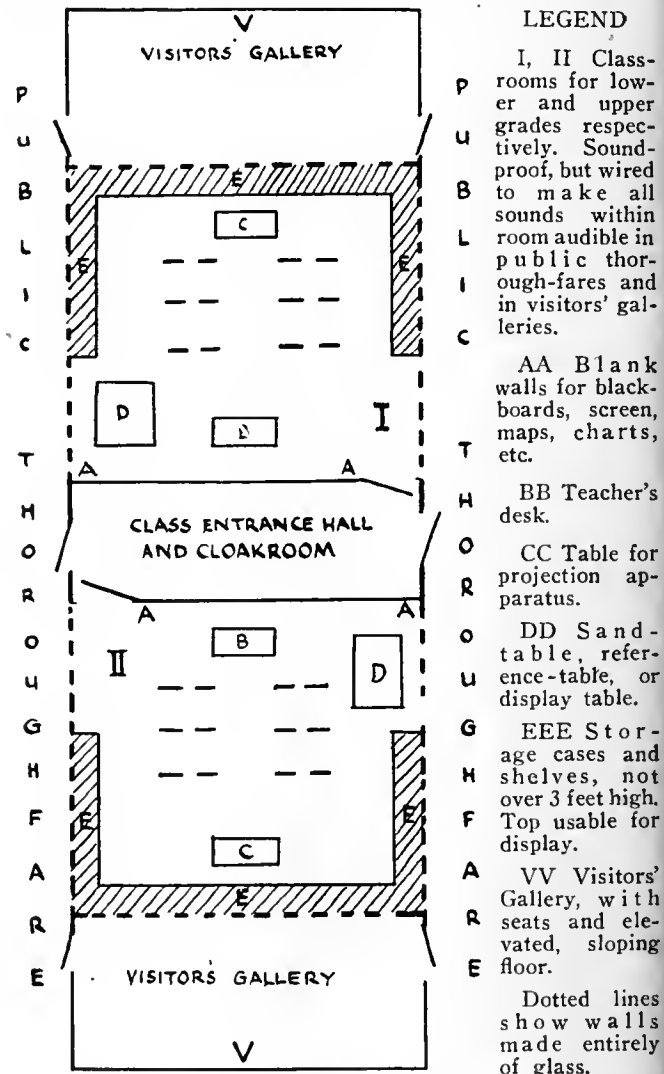 V
VISITORS' GALLERY
PUBLIC THOROUGHFARE
PUBLIC THOROUGHFARE
E
C
E
E
D
I
A
A
CLASS ENTRANCE HALL
AND CLOAKROOM
A
A
II
B
D
E
E
C
E
VISITORS' GALLERY
V
LEGEND
I, II Class-
rooms for low-
er and upper
grades respec-
tively. Sound-
proof, but wired
to make all
sounds within
room audible in
public thor-
ough-fares and
in visitors' gal-
leries.
AA Blank
walls for black-
boards, screen,
maps, charts,
etc.
BB Teacher's
desk.
CC Table for
projection ap-
paratus.
DD Sand-
table, refer-
ence-table, or
display table.
EEE Stor-
age cases and
shelves, not
over 3 feet high.
Top usable for
display.
VV Visitors'
Gallery, with
seats and ele-
vated, sloping
floor.
Dotted lines
show walls
made entirely
of glass.